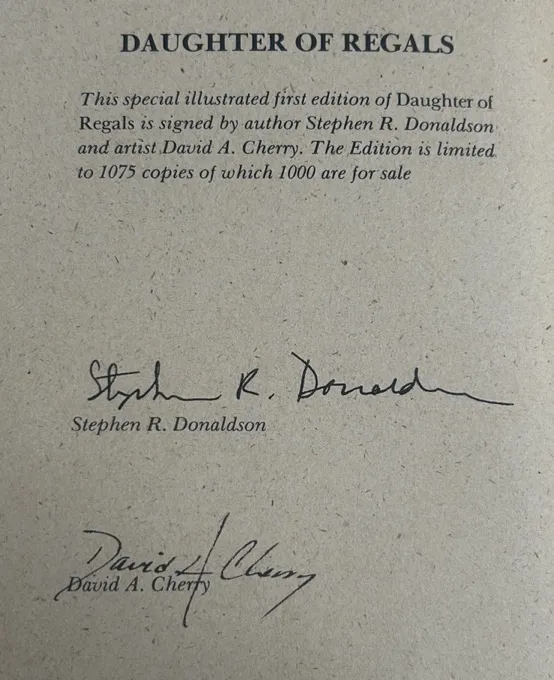 DAUGHTER OF REGALS
This special illustrated first edition of Daughter of
Regals is signed by author Stephen R. Donaldson
and artist David A. Cherry. The Edition is limited
to 1075 copies of which 1000 are for sale
Stephen R. Donaldson
Stephen R. Donaldson
David A Cherry
David A. Cherry